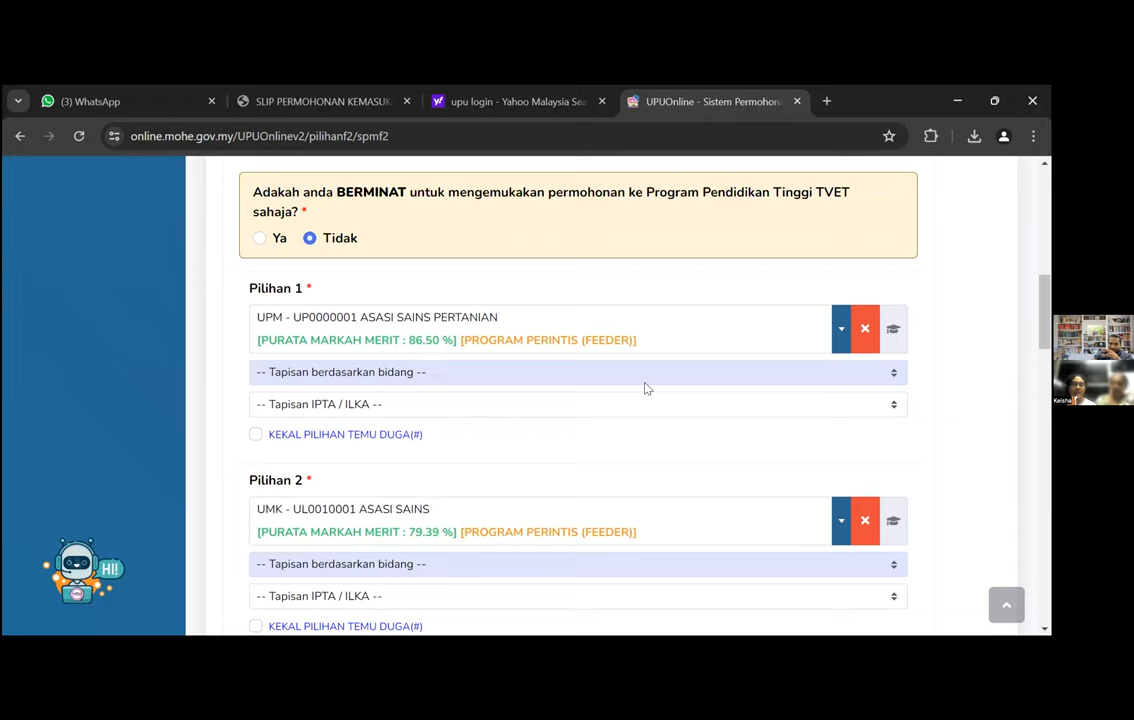 (3) WhatsApp
SLIP PERMOHONAN KEMASUK
upu login - Yahoo Malaysia Sea
UPUOnline - Sistem Permohona
online.mohe.gov.my/UPUOnlinev2/pilihanf2/spmf2
Adakah anda BERMINAT untuk mengemukakan permohonan ke Program Pendidikan Tinggi TVET
sahaja? *
Ya Tidak
Pilihan 1 *
UPM - UP0000001 ASASI SAINS PERTANIAN
[PURATA MARKAH MERIT : 86.50 %] [PROGRAM PERINTIS (FEEDER)]
-- Tapisan berdasarkan bidang --
-- Tapisan IPTA / ILKA --
KEKAL PILIHAN TEMU DUGA(#)
Pilihan 2 *
UMK - UL0010001 ASASI SAINS
[PURATA MARKAH MERIT : 79.39 %] [PROGRAM PERINTIS (FEEDER)]
-- Tapisan berdasarkan bidang --
-- Tapisan IPTA / ILKA --
KEKAL PILIHAN TEMU DUGA(#)
HI!
Keisha